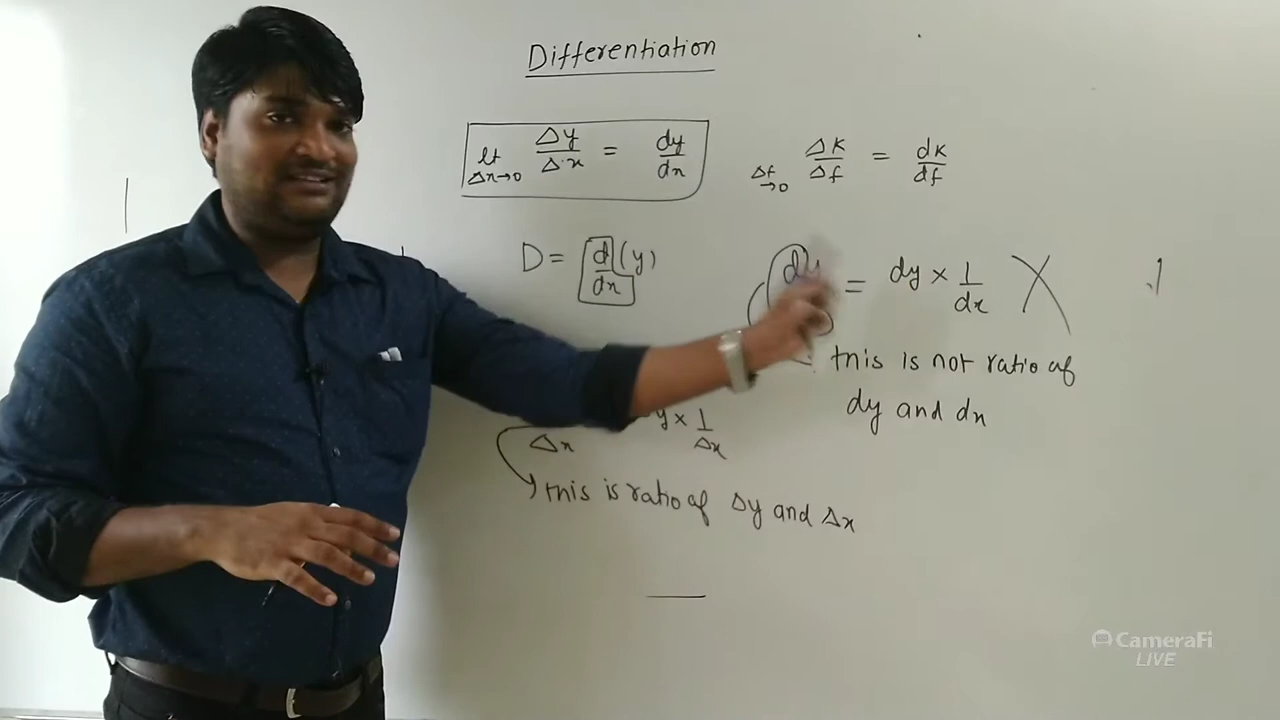 Differentiation
lt Δx→0 Δy/Δx = dy/dx
Δf→0 Δk/Δf = dk/df
D = d/dx (y)
dy = dy × 1/dx
this is not ratio of
dy and dx
Δx y × 1/Δx
this is ratio of Δy and Δx
CameraFi
LIVE